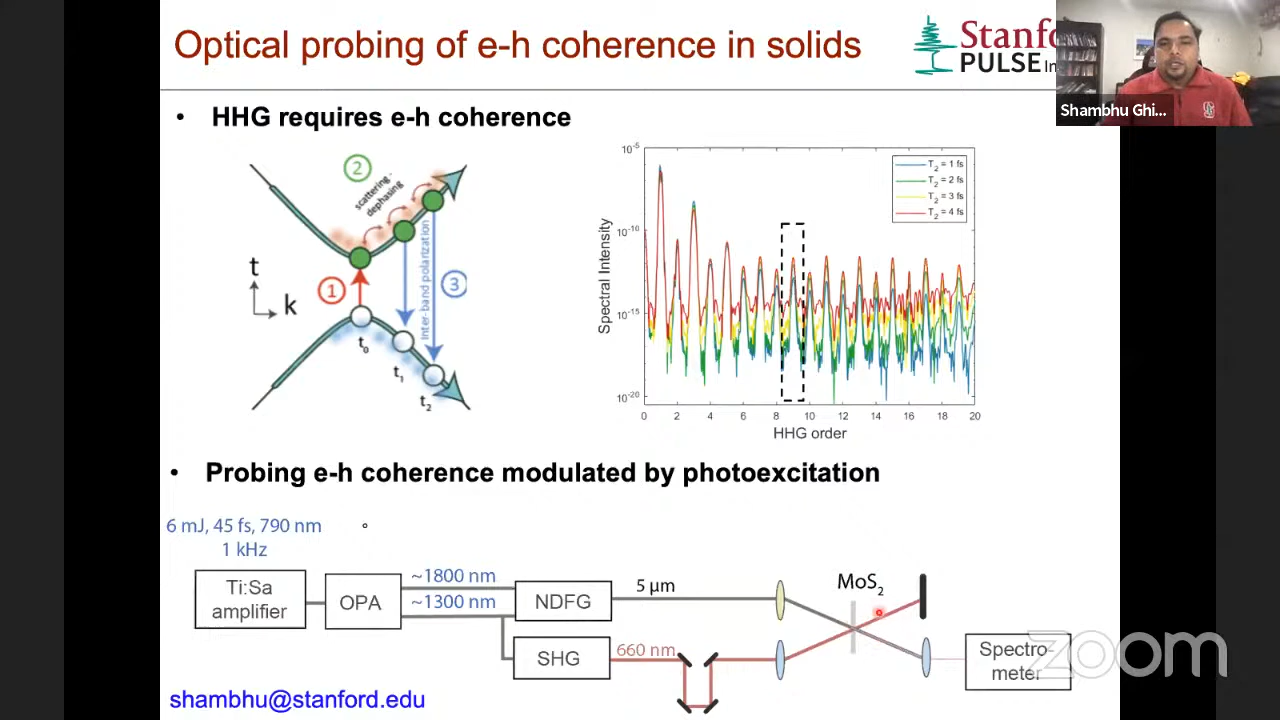 Optical probing of e-h coherence in solids
Stanf
PULSE In
Shambhu Ghi...
• HHG requires e-h coherence
2
scattering -
dephasing
Inter-band polarization
1
3
t
k
t0
t1
t2
10-5
10-10
10-15
10-20
Spectral Intensity
T2 = 1 fs
T2 = 2 fs
T2 = 3 fs
T2 = 4 fs
0 2 4 6 8 10 12 14 16 18 20
HHG order
• Probing e-h coherence modulated by photoexcitation
6 mJ, 45 fs, 790 nm
1 kHz
Ti:Sa
amplifier
OPA
~1800 nm
~1300 nm
NDFG
5 µm
SHG
660 nm
MoS2
Spectro-
meter
zoom
shambhu@stanford.edu